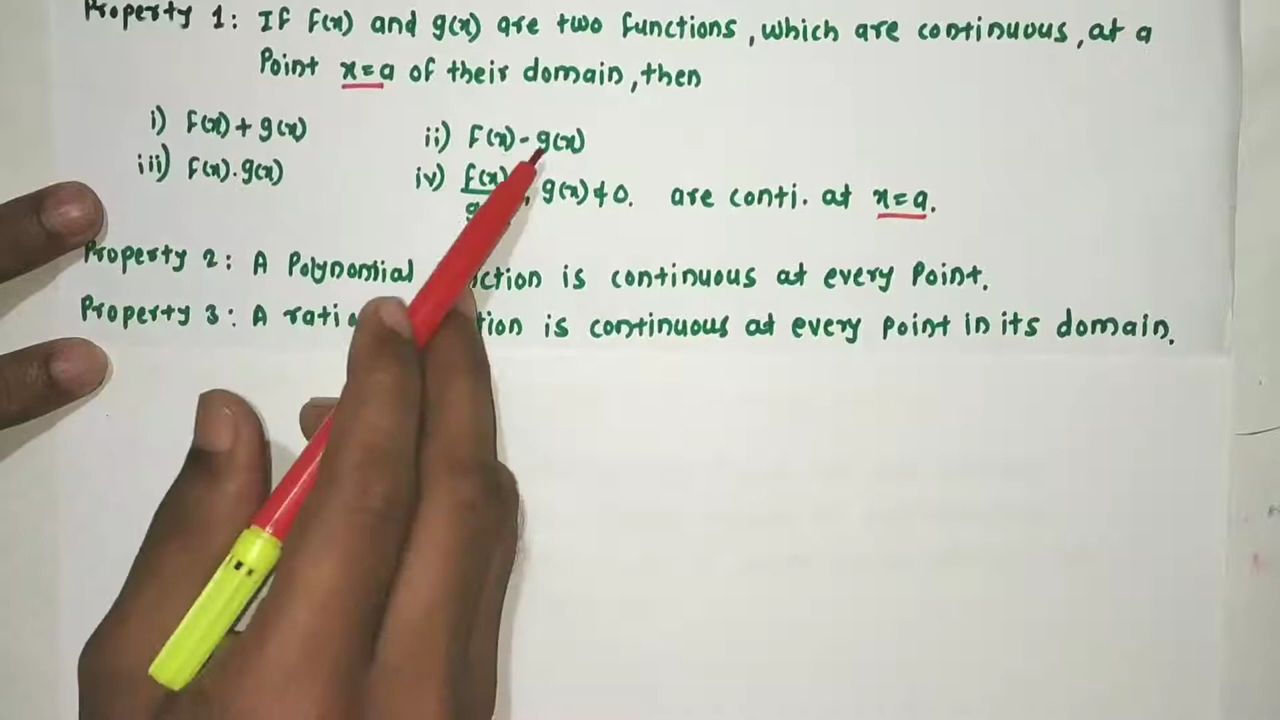 Property 1: If f(x) and g(x) are two functions, which are continuous, at a
Point x=a of their domain, then
i) f(x)+g(x) ii) f(x)-g(x)
iii) f(x).g(x) iv) f(x)/g, g(x)≠0. are conti. at x=a.
Property 2: A Polynomial is continuous at every Point.
Property 3: A is continuous at every point in its domain.